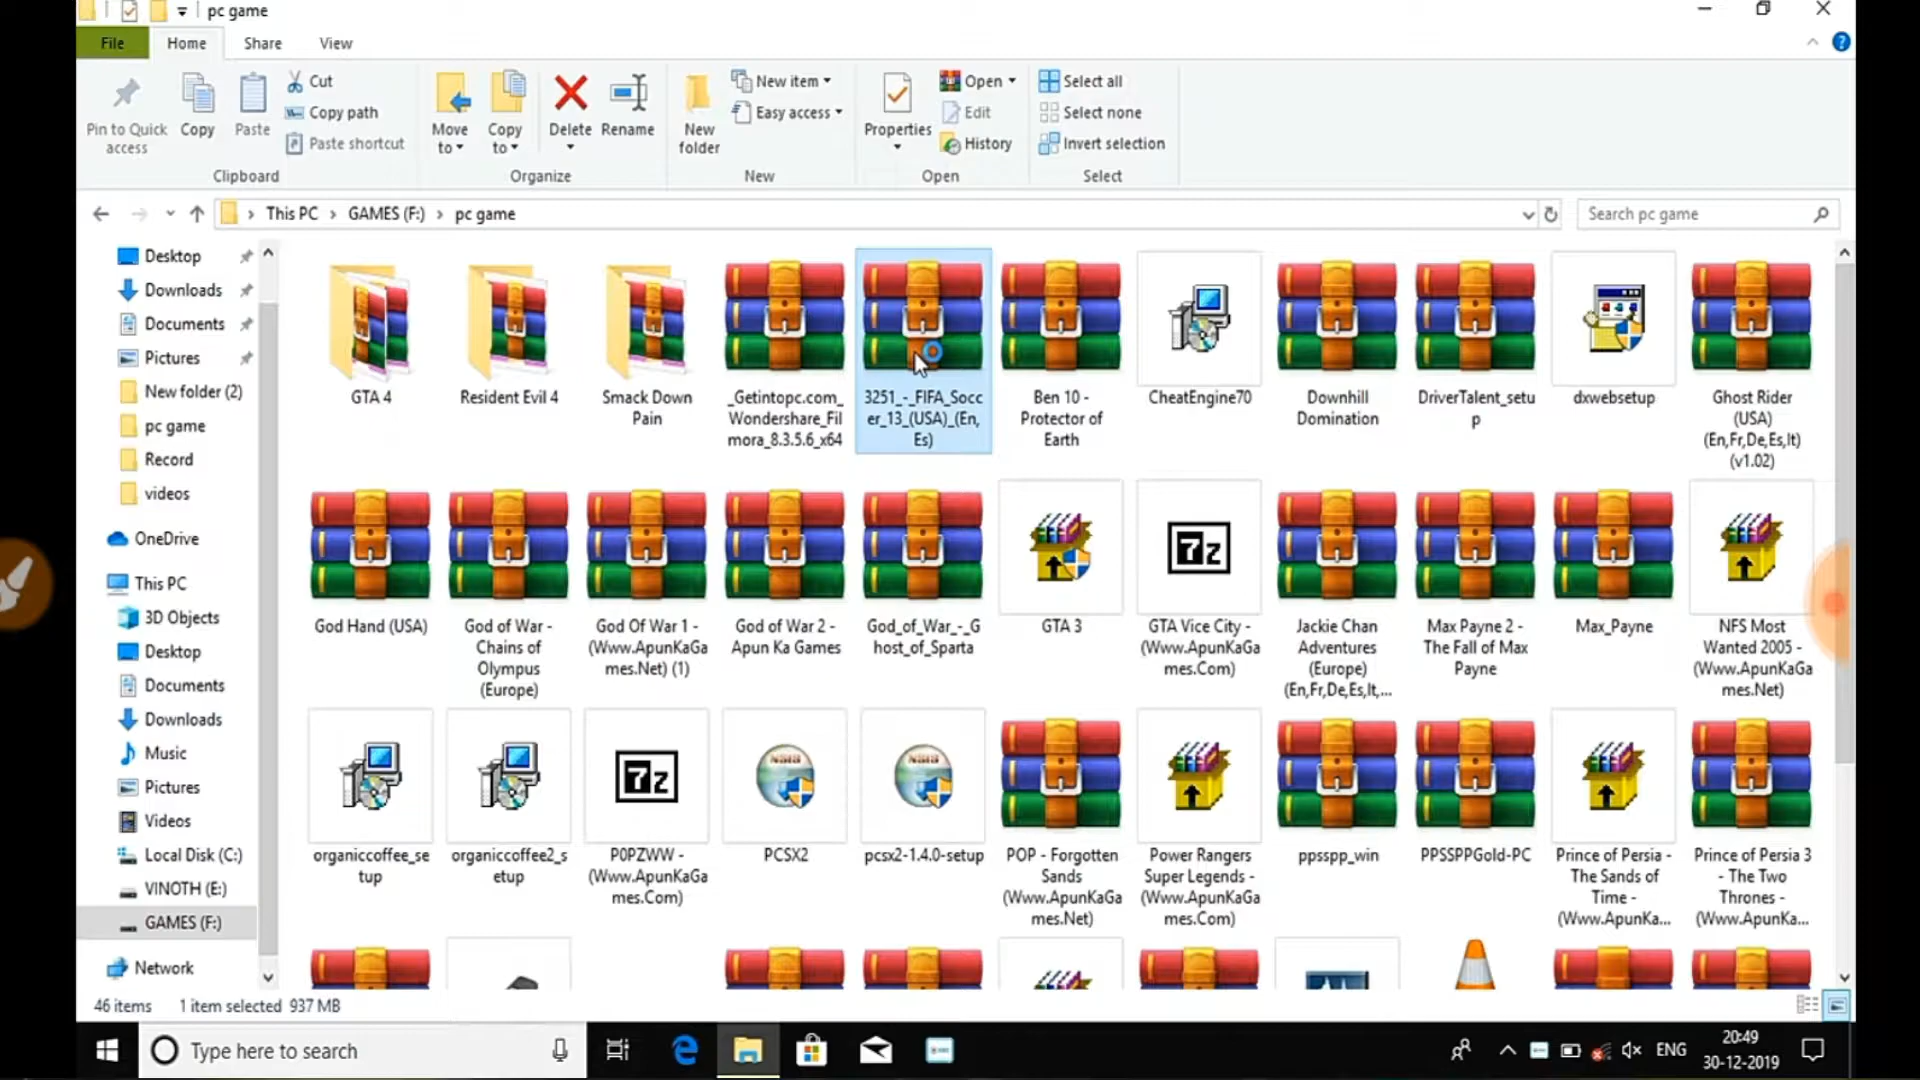 pc game
File Home Share View
Pin to Quick access
Copy
Paste
Cut
Copy path
Paste shortcut
Clipboard
Move to
Copy to
Delete
Rename
Organize
New folder
New item
Easy access
New
Properties
Open
Edit
History
Open
Select all
Select none
Invert selection
Select
This PC > GAMES (F:) > pc game
Search pc game
Desktop
Downloads
Documents
Pictures
New folder (2)
pc game
Record
videos
OneDrive
This PC
3D Objects
Desktop
Documents
Downloads
Music
Pictures
Videos
Local Disk (C:)
VINOTH (E:)
GAMES (F:)
Network
GTA 4
Resident Evil 4
Smack Down
Pain
_Getintopc.com_
Wondershare_Fil
mora_8.3.5.6_x64
3251_-_FIFA_Socc
er_13_(USA)_(En,
Es)
Ben 10 -
Protector of
Earth
CheatEngine70
Downhill
Domination
DriverTalent_setu
p
dxwebsetup
Ghost Rider
(USA)
(En,Fr,De,Es,It)
(v1.02)
God Hand (USA)
God of War -
Chains of
Olympus
(Europe)
God Of War 1 -
(Www.ApunKaGa
mes.Net) (1)
God of War 2 -
Apun Ka Games
God_of_War_-_G
host_of_Sparta
GTA 3
7z
GTA Vice City -
(Www.ApunKaGa
mes.Com)
Jackie Chan
Adventures
(Europe)
(En,Fr,De,Es,It,...
Max Payne 2 -
The Fall of Max
Payne
Max_Payne
NFS Most
Wanted 2005 -
(Www.ApunKaGa
mes.Net)
organiccoffee_se
tup
organiccoffee2_s
etup
7z
P0PZWW -
(Www.ApunKaGa
mes.Com)
PCSX2
pcsx2-1.4.0-setup
POP - Forgotten
Sands
(Www.ApunKaGa
mes.Net)
Power Rangers
Super Legends -
(Www.ApunKaGa
mes.Com)
ppsspp_win
PPSSPPGold-PC
Prince of Persia -
The Sands of
Time -
(Www.ApunKa...
Prince of Persia 3
- The Two
Thrones -
(Www.ApunKa...
46 items 1 item selected 937 MB
Type here to search
ENG
20:49
30-12-2019